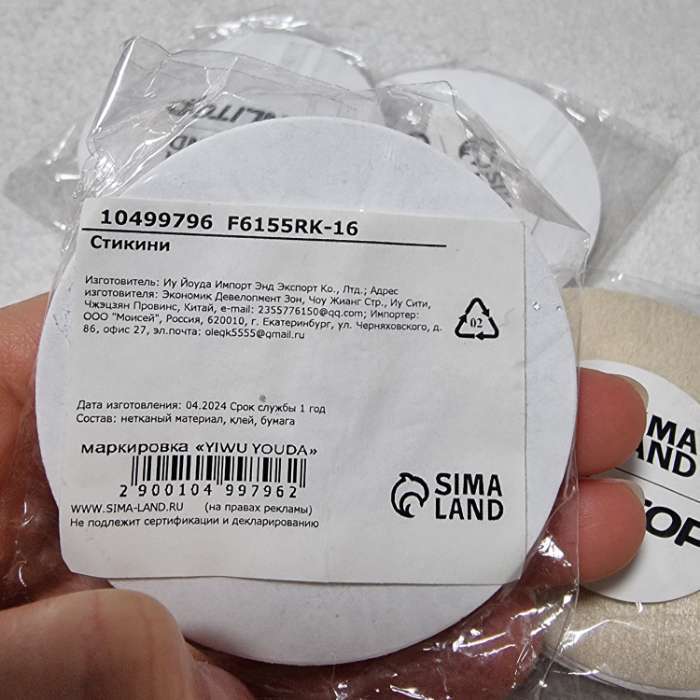 10499796 F6155RK-16
Стикини
Изготовитель: Иу Йоуда Импорт Энд Экспорт Ко., Лтд.; Адрес
изготовителя: Экономик Девелопмент Зон, Чоу Жианг Стр., Иу Сити,
Чжэцзян Провинс, Китай, e-mail: 2355776150@qq.com; Импортер:
ООО "Моисей", Россия, 620010, г. Екатеринбург, ул. Черняховского, д.
86, офис 27, эл.почта: olegk5555@gmail.ru
02
Дата изготовления: 04.2024 Срок службы 1 год
Состав: нетканый материал, клей, бумага
маркировка «YIWU YOUDA»
2 900104 997962
WWW.SIMA-LAND.RU (на правах рекламы)
Не подлежит сертификации и декларированию
SIMA
LAND